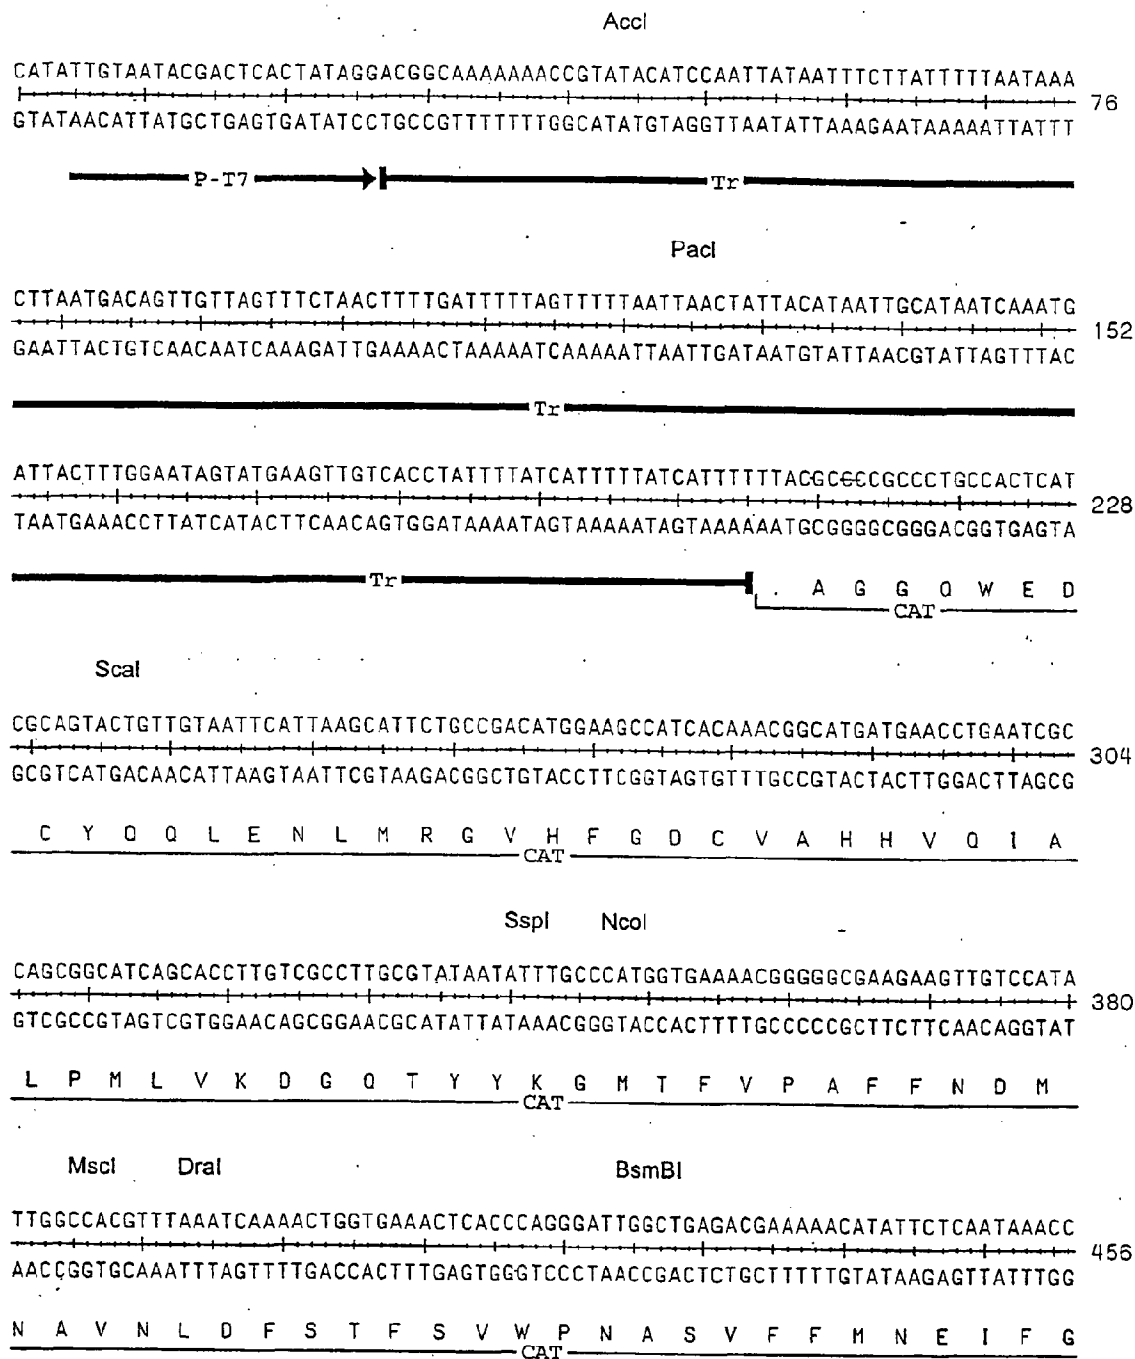 AccI
CATATTGTAATACGACTCACTATAGGACGGCAAAAAAACCGTATACATCCAATTATAATTTCTTATTTTTAATAAA
76
GTATAACATTATGCTGAGTGATATCCTGCCGTTTTTTTGGCATATGTAGGTTAATATTAAAGAATAAAAATTATTT
P-T7 Tr
PacI
CTTAATGACAGTTGTTAGTTTCTAACTTTTGATTTTTAGTTTTTAATTAACTATTACATAATTGCATAATCAAATG
152
GAATTACTGTCAACAATCAAAGATTGAAAACTAAAAATCAAAAATTAATTGATAATGTATTAACGTATTAGTTTAC
Tr
ATTACTTTGGAATAGTATGAAGTTGTCACCTATTTTATCATTTTTATCATTTTTTACGCCCCGCCCTGCCACTCAT
228
TAATGAAACCTTATCATACTTCAACAGTGGATAAAATAGTAAAAATAGTAAAAAATGCGGGGCGGGACGGTGAGTA
Tr . A G G Q W E D
CAT
ScaI
CGCAGTACTGTTGTAATTCATTAAGCATTCTGCCGACATGGAAGCCATCACAAACGGCATGATGAACCTGAATCGC
304
GCGTCATGACAACATTAAGTAATTCGTAAGACGGCTGTACCTTCGGTAGTGTTTGCCGTACTACTTGGACTTAGCG
C Y Q Q L E N L M R G V H F G D C V A H H V Q I A
CAT
SspI NcoI
CAGCGGCATCAGCACCTTGTCGCCTTGCGTATAATATTTGCCCATGGTGAAAACGGGGGCGAAGAAGTTGTCCATA
380
GTCGCCGTAGTCGTGGAACAGCGGAACGCATATTATAAACGGGTACCACTTTTGCCCCCGCTTCTTCAACAGGTAT
L P M L V K D G Q T Y Y K G M T F V P A F F N D M
CAT
MscI DraI BsmBI
TTGGCCACGTTTAAATCAAAACTGGTGAAACTCACCCAGGGATTGGCTGAGACGAAAAACATATTCTCAATAAACC
456
AACCGGTGCAAATTTAGTTTTGACCACTTTGAGTGGGTCCCTAACCGACTCTGCTTTTTGTATAAGAGTTATTTGG
N A V N L D F S T F S V W P N A S V F F M N E I F G
CAT